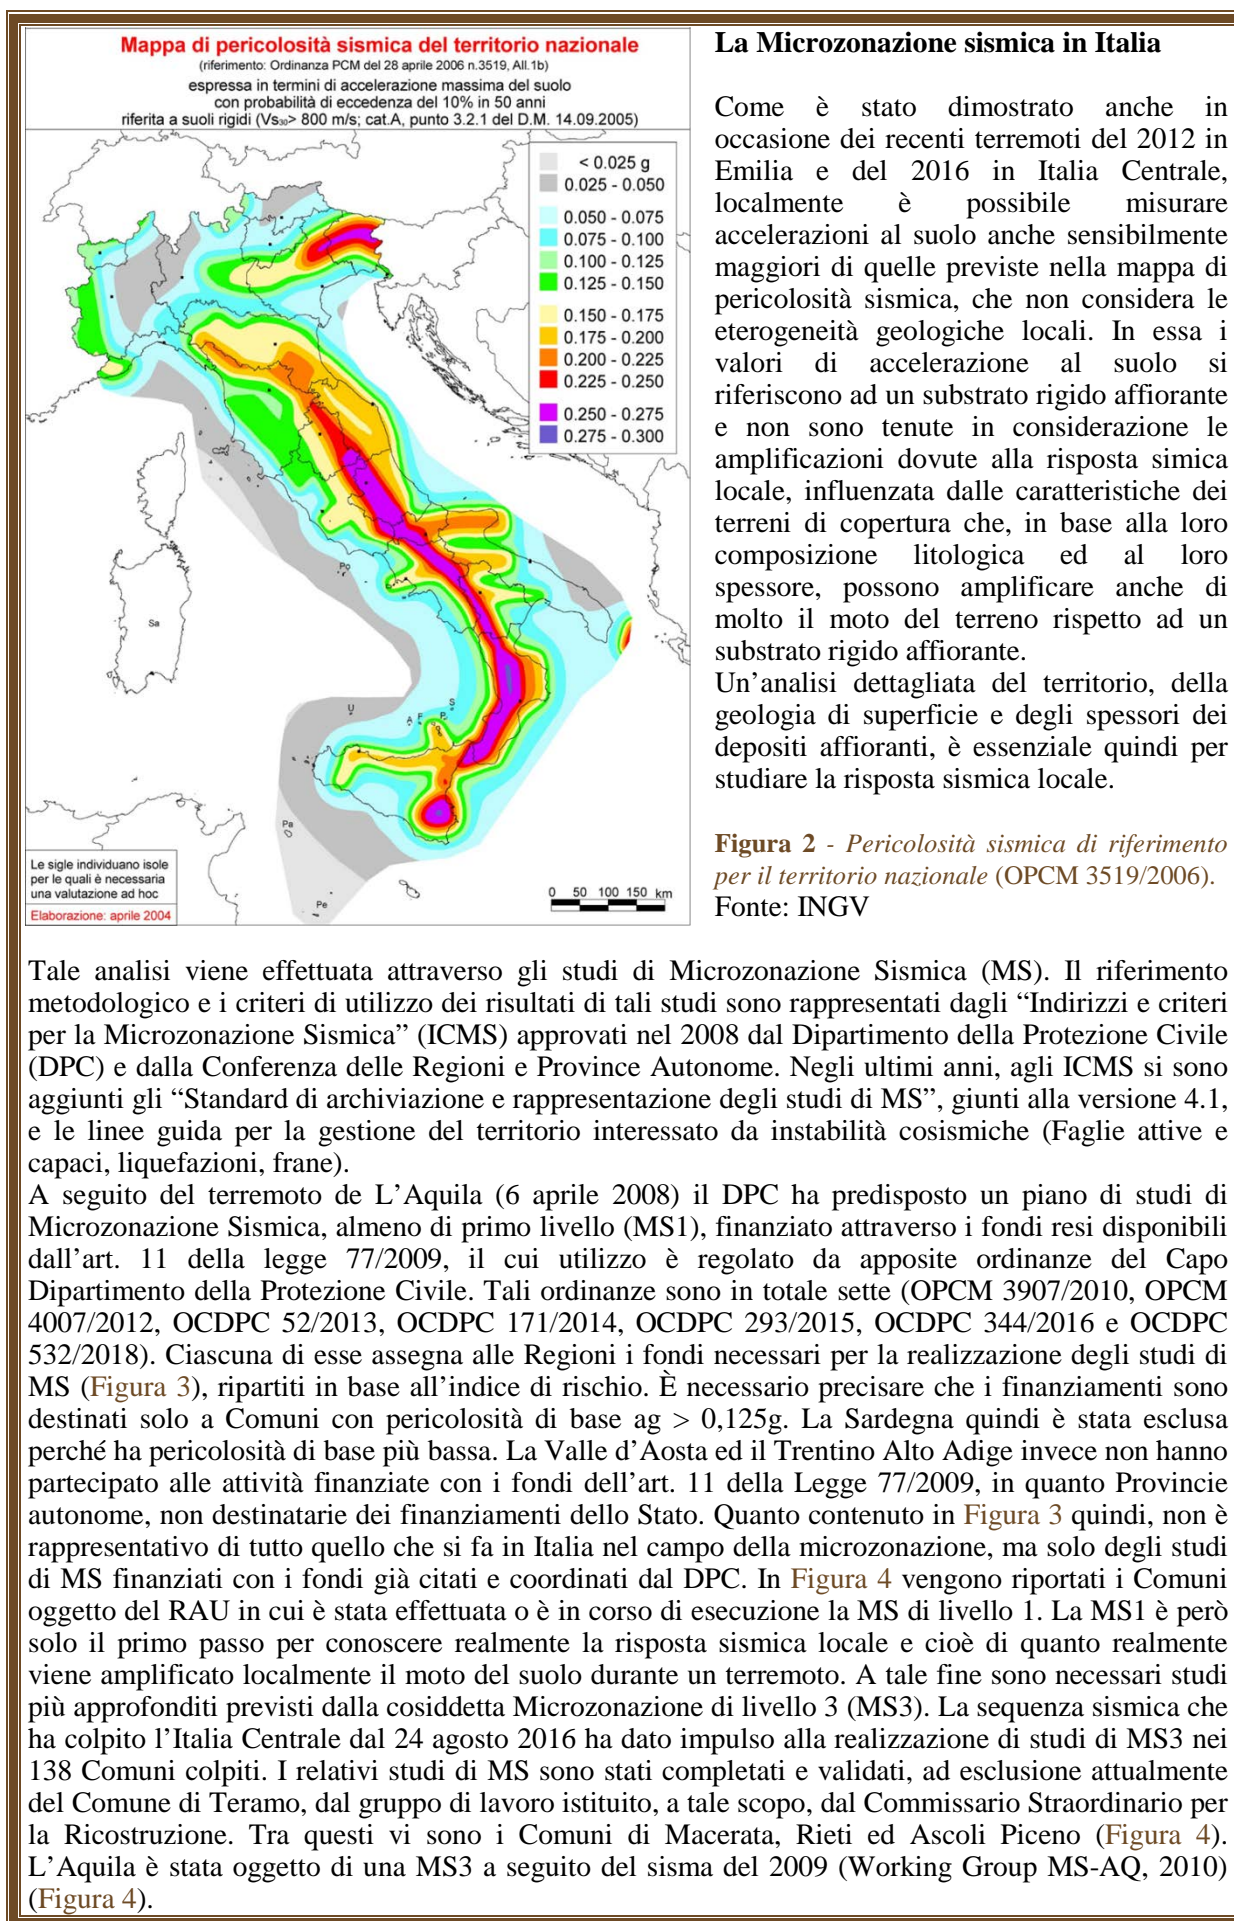 Mappa di pericolosità sismica del territorio nazionale
(riferimento: Ordinanza PCM del 28 aprile 2006 n.3519, All.1b)
espressa in termini di accelerazione massima del suolo
con probabilità di eccedenza del 10% in 50 anni
riferita a suoli rigidi (Vs30> 800 m/s; cat.A, punto 3.2.1 del D.M. 14.09.2005)
< 0.025 g
0.025 - 0.050
0.050 - 0.075
0.075 - 0.100
0.100 - 0.125
0.125 - 0.150
0.150 - 0.175
0.175 - 0.200
0.200 - 0.225
0.225 - 0.250
0.250 - 0.275
0.275 - 0.300
Po
Sa
U
A
F
P
S
Pa
Pe
Le sigle individuano isole
per le quali è necessaria
una valutazione ad hoc
Elaborazione: aprile 2004
0 50 100 150 km
La Microzonazione sismica in Italia
Come è stato dimostrato anche in
occasione dei recenti terremoti del 2012 in
Emilia e del 2016 in Italia Centrale,
localmente è possibile misurare
accelerazioni al suolo anche sensibilmente
maggiori di quelle previste nella mappa di
pericolosità sismica, che non considera le
eterogeneità geologiche locali. In essa i
valori di accelerazione al suolo si
riferiscono ad un substrato rigido affiorante
e non sono tenute in considerazione le
amplificazioni dovute alla risposta simica
locale, influenzata dalle caratteristiche dei
terreni di copertura che, in base alla loro
composizione litologica ed al loro
spessore, possono amplificare anche di
molto il moto del terreno rispetto ad un
substrato rigido affiorante.
Un’analisi dettagliata del territorio, della
geologia di superficie e degli spessori dei
depositi affioranti, è essenziale quindi per
studiare la risposta sismica locale.
Figura 2 - Pericolosità sismica di riferimento
per il territorio nazionale (OPCM 3519/2006).
Fonte: INGV
Tale analisi viene effettuata attraverso gli studi di Microzonazione Sismica (MS). Il riferimento
metodologico e i criteri di utilizzo dei risultati di tali studi sono rappresentati dagli “Indirizzi e criteri
per la Microzonazione Sismica” (ICMS) approvati nel 2008 dal Dipartimento della Protezione Civile
(DPC) e dalla Conferenza delle Regioni e Province Autonome. Negli ultimi anni, agli ICMS si sono
aggiunti gli “Standard di archiviazione e rappresentazione degli studi di MS”, giunti alla versione 4.1,
e le linee guida per la gestione del territorio interessato da instabilità cosismiche (Faglie attive e
capaci, liquefazioni, frane).
A seguito del terremoto de L’Aquila (6 aprile 2008) il DPC ha predisposto un piano di studi di
Microzonazione Sismica, almeno di primo livello (MS1), finanziato attraverso i fondi resi disponibili
dall’art. 11 della legge 77/2009, il cui utilizzo è regolato da apposite ordinanze del Capo
Dipartimento della Protezione Civile. Tali ordinanze sono in totale sette (OPCM 3907/2010, OPCM
4007/2012, OCDPC 52/2013, OCDPC 171/2014, OCDPC 293/2015, OCDPC 344/2016 e OCDPC
532/2018). Ciascuna di esse assegna alle Regioni i fondi necessari per la realizzazione degli studi di
MS (Figura 3), ripartiti in base all’indice di rischio. È necessario precisare che i finanziamenti sono
destinati solo a Comuni con pericolosità di base ag > 0,125g. La Sardegna quindi è stata esclusa
perché ha pericolosità di base più bassa. La Valle d’Aosta ed il Trentino Alto Adige invece non hanno
partecipato alle attività finanziate con i fondi dell’art. 11 della Legge 77/2009, in quanto Provincie
autonome, non destinatarie dei finanziamenti dello Stato. Quanto contenuto in Figura 3 quindi, non è
rappresentativo di tutto quello che si fa in Italia nel campo della microzonazione, ma solo degli studi
di MS finanziati con i fondi già citati e coordinati dal DPC. In Figura 4 vengono riportati i Comuni
oggetto del RAU in cui è stata effettuata o è in corso di esecuzione la MS di livello 1. La MS1 è però
solo il primo passo per conoscere realmente la risposta sismica locale e cioè di quanto realmente
viene amplificato localmente il moto del suolo durante un terremoto. A tale fine sono necessari studi
più approfonditi previsti dalla cosiddetta Microzonazione di livello 3 (MS3). La sequenza sismica che
ha colpito l’Italia Centrale dal 24 agosto 2016 ha dato impulso alla realizzazione di studi di MS3 nei
138 Comuni colpiti. I relativi studi di MS sono stati completati e validati, ad esclusione attualmente
del Comune di Teramo, dal gruppo di lavoro istituito, a tale scopo, dal Commissario Straordinario per
la Ricostruzione. Tra questi vi sono i Comuni di Macerata, Rieti ed Ascoli Piceno (Figura 4).
L’Aquila è stata oggetto di una MS3 a seguito del sisma del 2009 (Working Group MS-AQ, 2010)
(Figura 4).